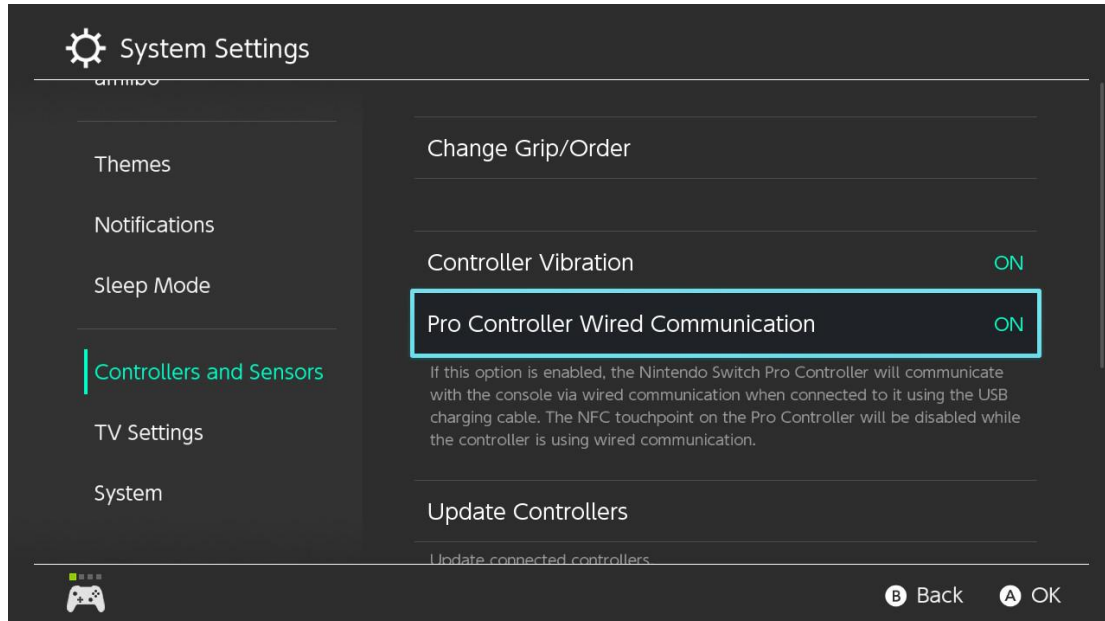 System Settings
amiibo
Themes
Notifications
Sleep Mode
Controllers and Sensors
TV Settings
System
Change Grip/Order
Controller Vibration ON
Pro Controller Wired Communication ON
If this option is enabled, the Nintendo Switch Pro Controller will communicate
with the console via wired communication when connected to it using the USB
charging cable. The NFC touchpoint on the Pro Controller will be disabled while
the controller is using wired communication.
Update Controllers
Update connected controllers.
B Back A OK